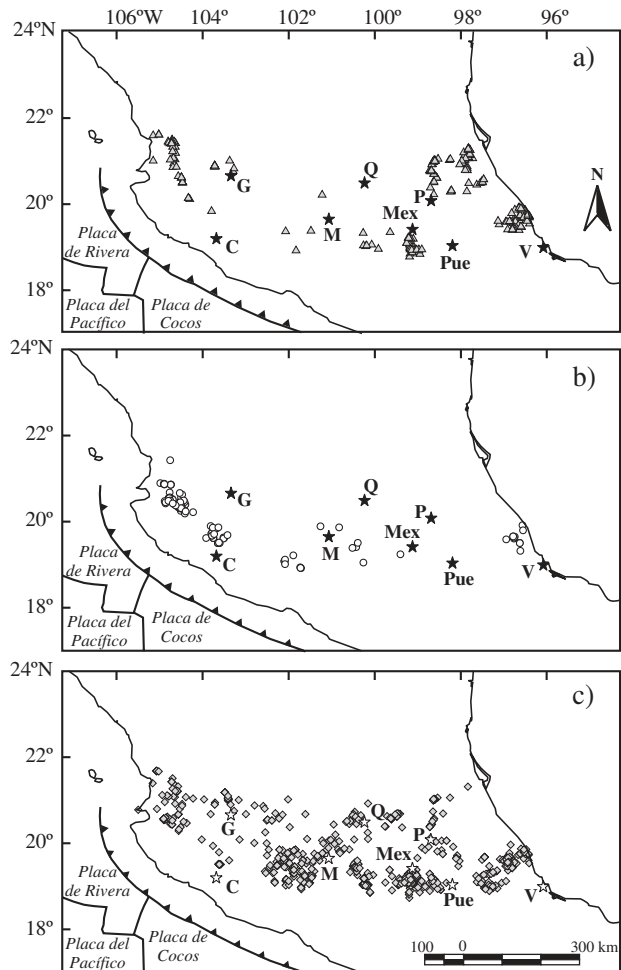 106ºW 104º 102º 100º 98º 96º
24ºN
a)
22º
G
Q
20º
P
N
Mex
M
C
Pue
V
Placa
de Rivera
18º
Placa del
Pacífico
Placa de
Cocos
24ºN
b)
22º
G
Q
20º
P
Mex
M
C
Pue
V
Placa
de Rivera
18º
Placa del
Pacífico
Placa de
Cocos
24ºN
c)
22º
Q
G
P
20º
Mex
M
C
Pue
V
Placa
de Rivera
18º
Placa del
Pacífico
Placa de
Cocos
100 0 300 km